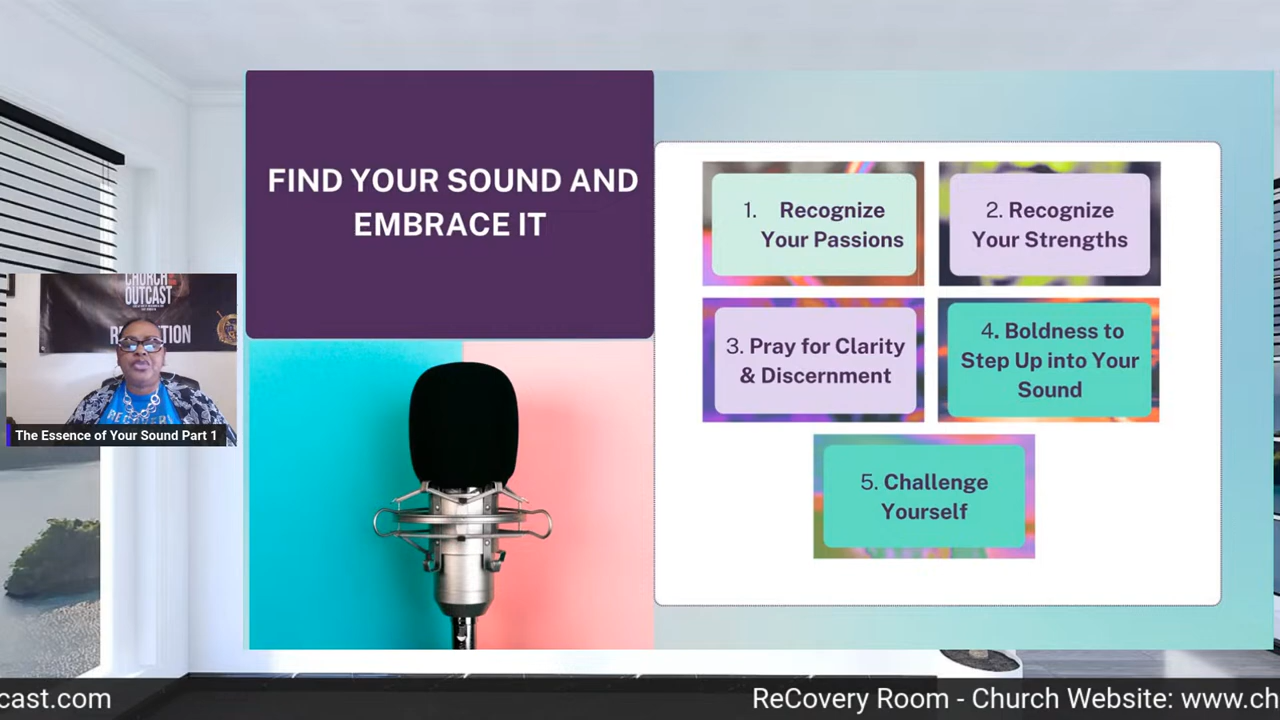 FIND YOUR SOUND AND
EMBRACE IT
1. Recognize
Your Passions
2. Recognize
Your Strengths
3. Pray for Clarity
& Discernment
4. Boldness to
Step Up into Your
Sound
5. Challenge
Yourself
CHURCH
OUTCAST
The Essence of Your Sound Part 1
cast.com
ReCovery Room - Church Website: www.ch